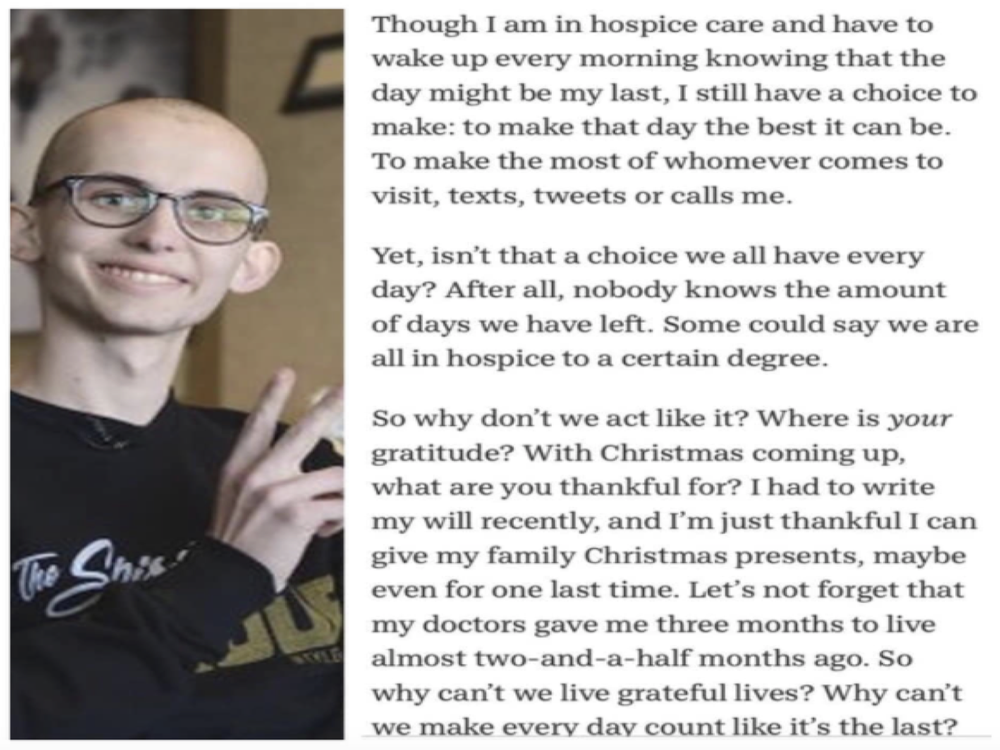 Though I am in hospice care and have to
wake up every morning knowing that the
day might be my last, I still have a choice to
make: to make that day the best it can be.
To make the most of whomever comes to
visit, texts, tweets or calls me.
Yet, isn’t that a choice we all have every
day? After all, nobody knows the amount
of days we have left. Some could say we are
all in hospice to a certain degree.
So why don’t we act like it? Where is your
gratitude? With Christmas coming up,
what are you thankful for? I had to write
my will recently, and I’m just thankful I can
give my family Christmas presents, maybe
even for one last time. Let’s not forget that
my doctors gave me three months to live
almost two-and-a-half months ago. So
why can’t we live grateful lives? Why can’t
we make every day count like it’s the last?
The